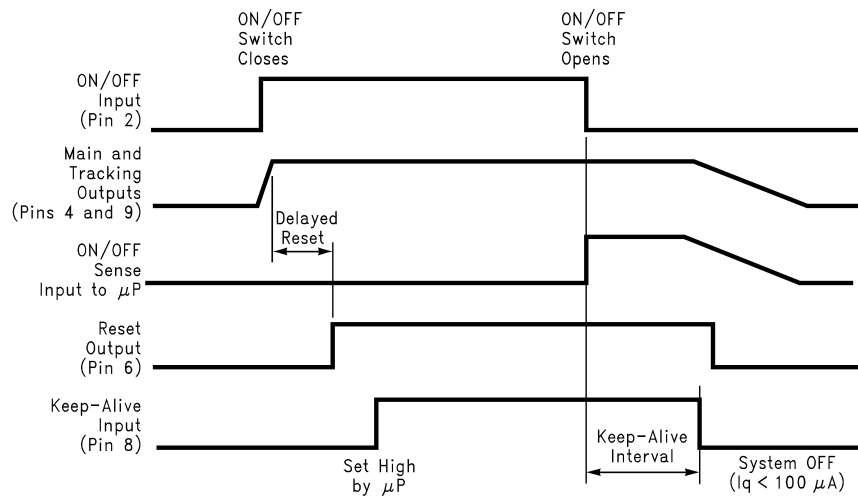 ON/OFF
Switch
Closes
ON/OFF
Switch
Opens
ON/OFF
Input
(Pin 2)
Main and
Tracking
Outputs
(Pins 4 and 9)
Delayed
Reset
ON/OFF
Sense
Input to μP
Reset
Output
(Pin 6)
Keep-Alive
Input
(Pin 8)
Set High
by μP
Keep-Alive
Interval
System OFF
(Iq < 100 μA)